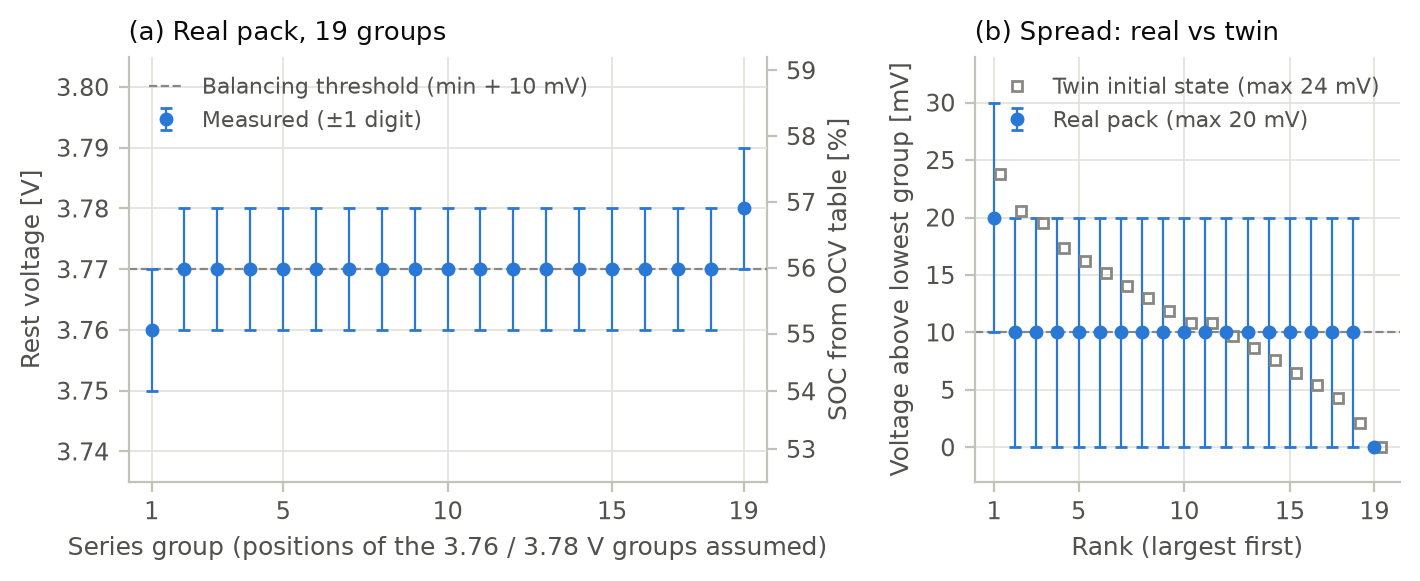 (a) Real pack, 19 groups
Balancing threshold (min + 10 mV)
Measured (±1 digit)
Rest voltage [V]
3.80
3.79
3.78
3.77
3.76
3.75
3.74
59
58
57
56
55
54
53
SOC from OCV table [%]
1
5
10
15
19
Series group (positions of the 3.76 / 3.78 V groups assumed)
(b) Spread: real vs twin
Twin initial state (max 24 mV)
Real pack (max 20 mV)
Voltage above lowest group [mV]
30
25
20
15
10
5
0
1
5
10
15
19
Rank (largest first)